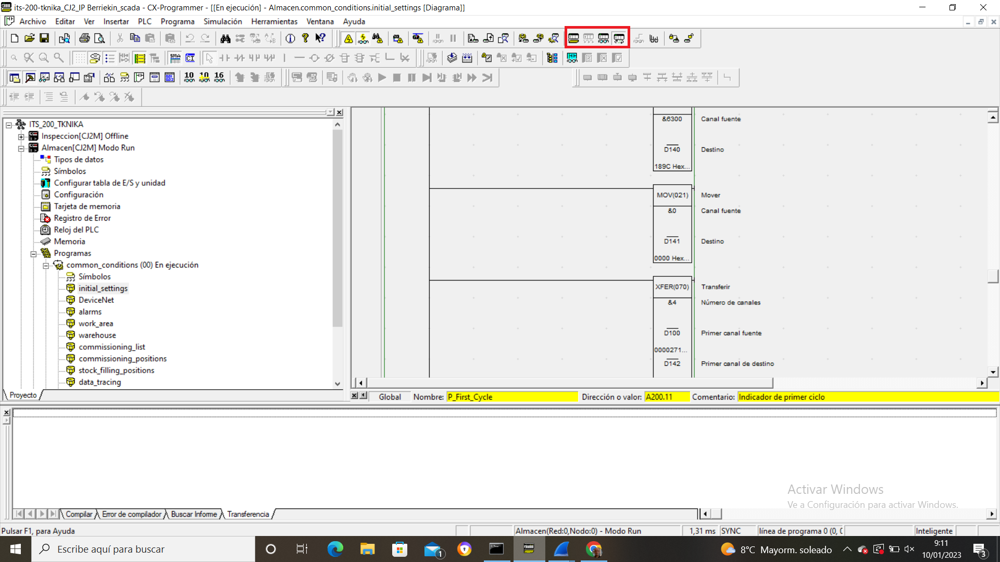 its-200-tknika_CJ2_IP Berriekin_scada - CX-Programmer - [[En ejecución] - Almacen.common_conditions.initial_settings [Diagrama]]
Archivo Editar Ver Insertar PLC Programa Simulación Herramientas Ventana Ayuda
SMA CI
10 10 16
ITS_200_TKNIKA
Inspeccion[CJ2M] Offline
Almacen[CJ2M] Modo Run
Tipos de datos
Símbolos
Configurar tabla de E/S y unidad
Configuración
Tarjeta de memoria
Registro de Error
Reloj del PLC
Memoria
Programas
common_conditions (00) En ejecución
Símbolos
initial_settings
DeviceNet
alarms
work_area
warehouse
commissioning_list
commissioning_positions
stock_filling_positions
data_tracing
Proyecto
&6300 Canal fuente
D140 Destino
189C Hex...
MOV(021) Mover
&0 Canal fuente
D141 Destino
0000 Hex...
XFER(070) Transferir
&4 Número de canales
D100 Primer canal fuente
0000271...
D142 Primer canal de destino
Global Nombre: P_First_Cycle Dirección o valor: A200.11 Comentario: Indicador de primer ciclo
Activar Windows
Ve a Configuración para activar Windows.
Compilar Error de compilador Buscar Informe Transferencia
Pulsar F1, para Ayuda Almacen(Red:0,Nodo:0) - Modo Run 1,31 ms SYNC línea de programa 0 (0, Inteligente
Escribe aquí para buscar 1 8°C Mayorm. soleado 9:11
10/01/2023 3